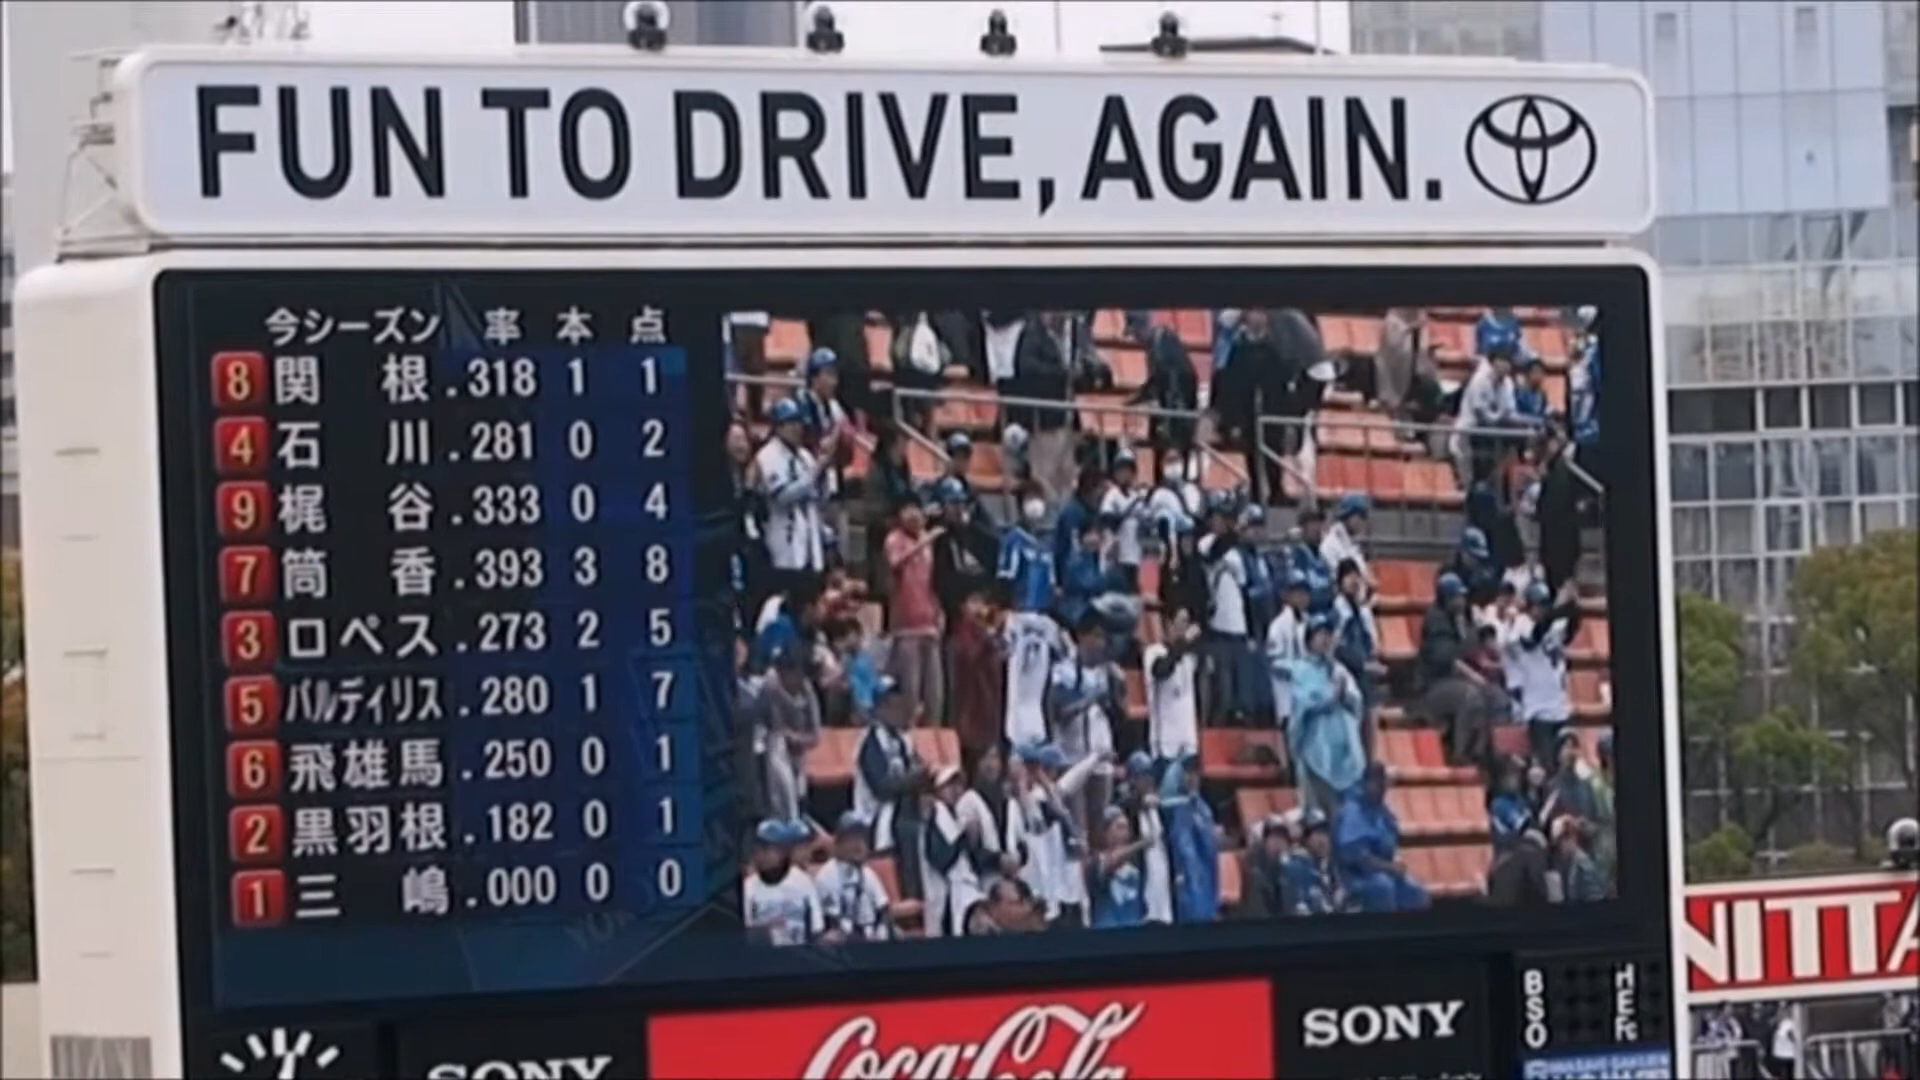 FUN TO DRIVE, AGAIN.
今シーズン 率 本 点
8 関根 .318 1 1
4 石川 .281 0 2
9 梶谷 .333 0 4
7 筒香 .393 3 8
3 ロペス .273 2 5
5 バルディリス .280 1 7
6 飛雄馬 .250 0 1
2 黒羽根 .182 0 1
1 三嶋 .000 0 0
NITTA
B H
S E
O Fc
SONY
SONY
Coca-Cola